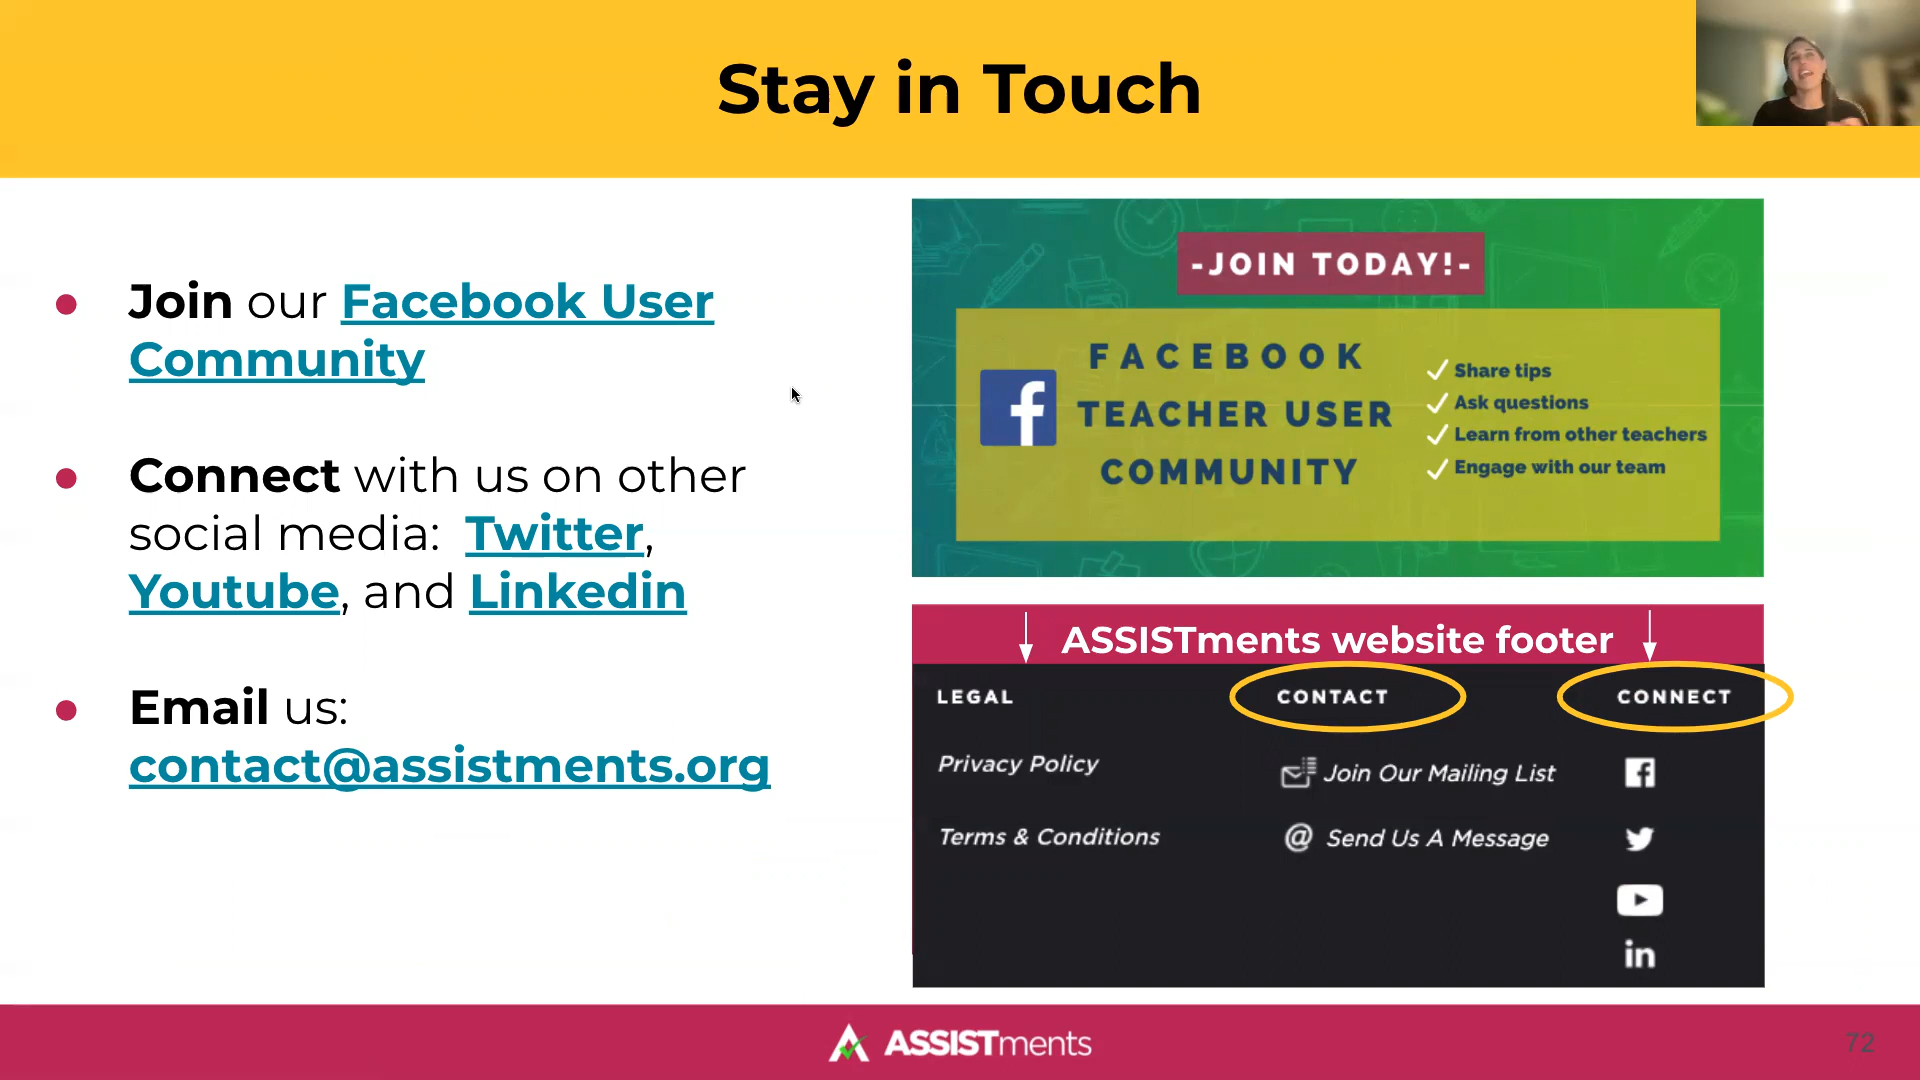 Stay in Touch
● Join our Facebook User
Community
● Connect with us on other
social media: Twitter,
Youtube, and Linkedin
● Email us:
contact@assistments.org
-JOIN TODAY!-
FACEBOOK
TEACHER USER
COMMUNITY
✓ Share tips
✓ Ask questions
✓ Learn from other teachers
✓ Engage with our team
ASSISTments website footer
LEGAL
Privacy Policy
Terms & Conditions
CONTACT
Join Our Mailing List
@ Send Us A Message
CONNECT
ASSISTments
72